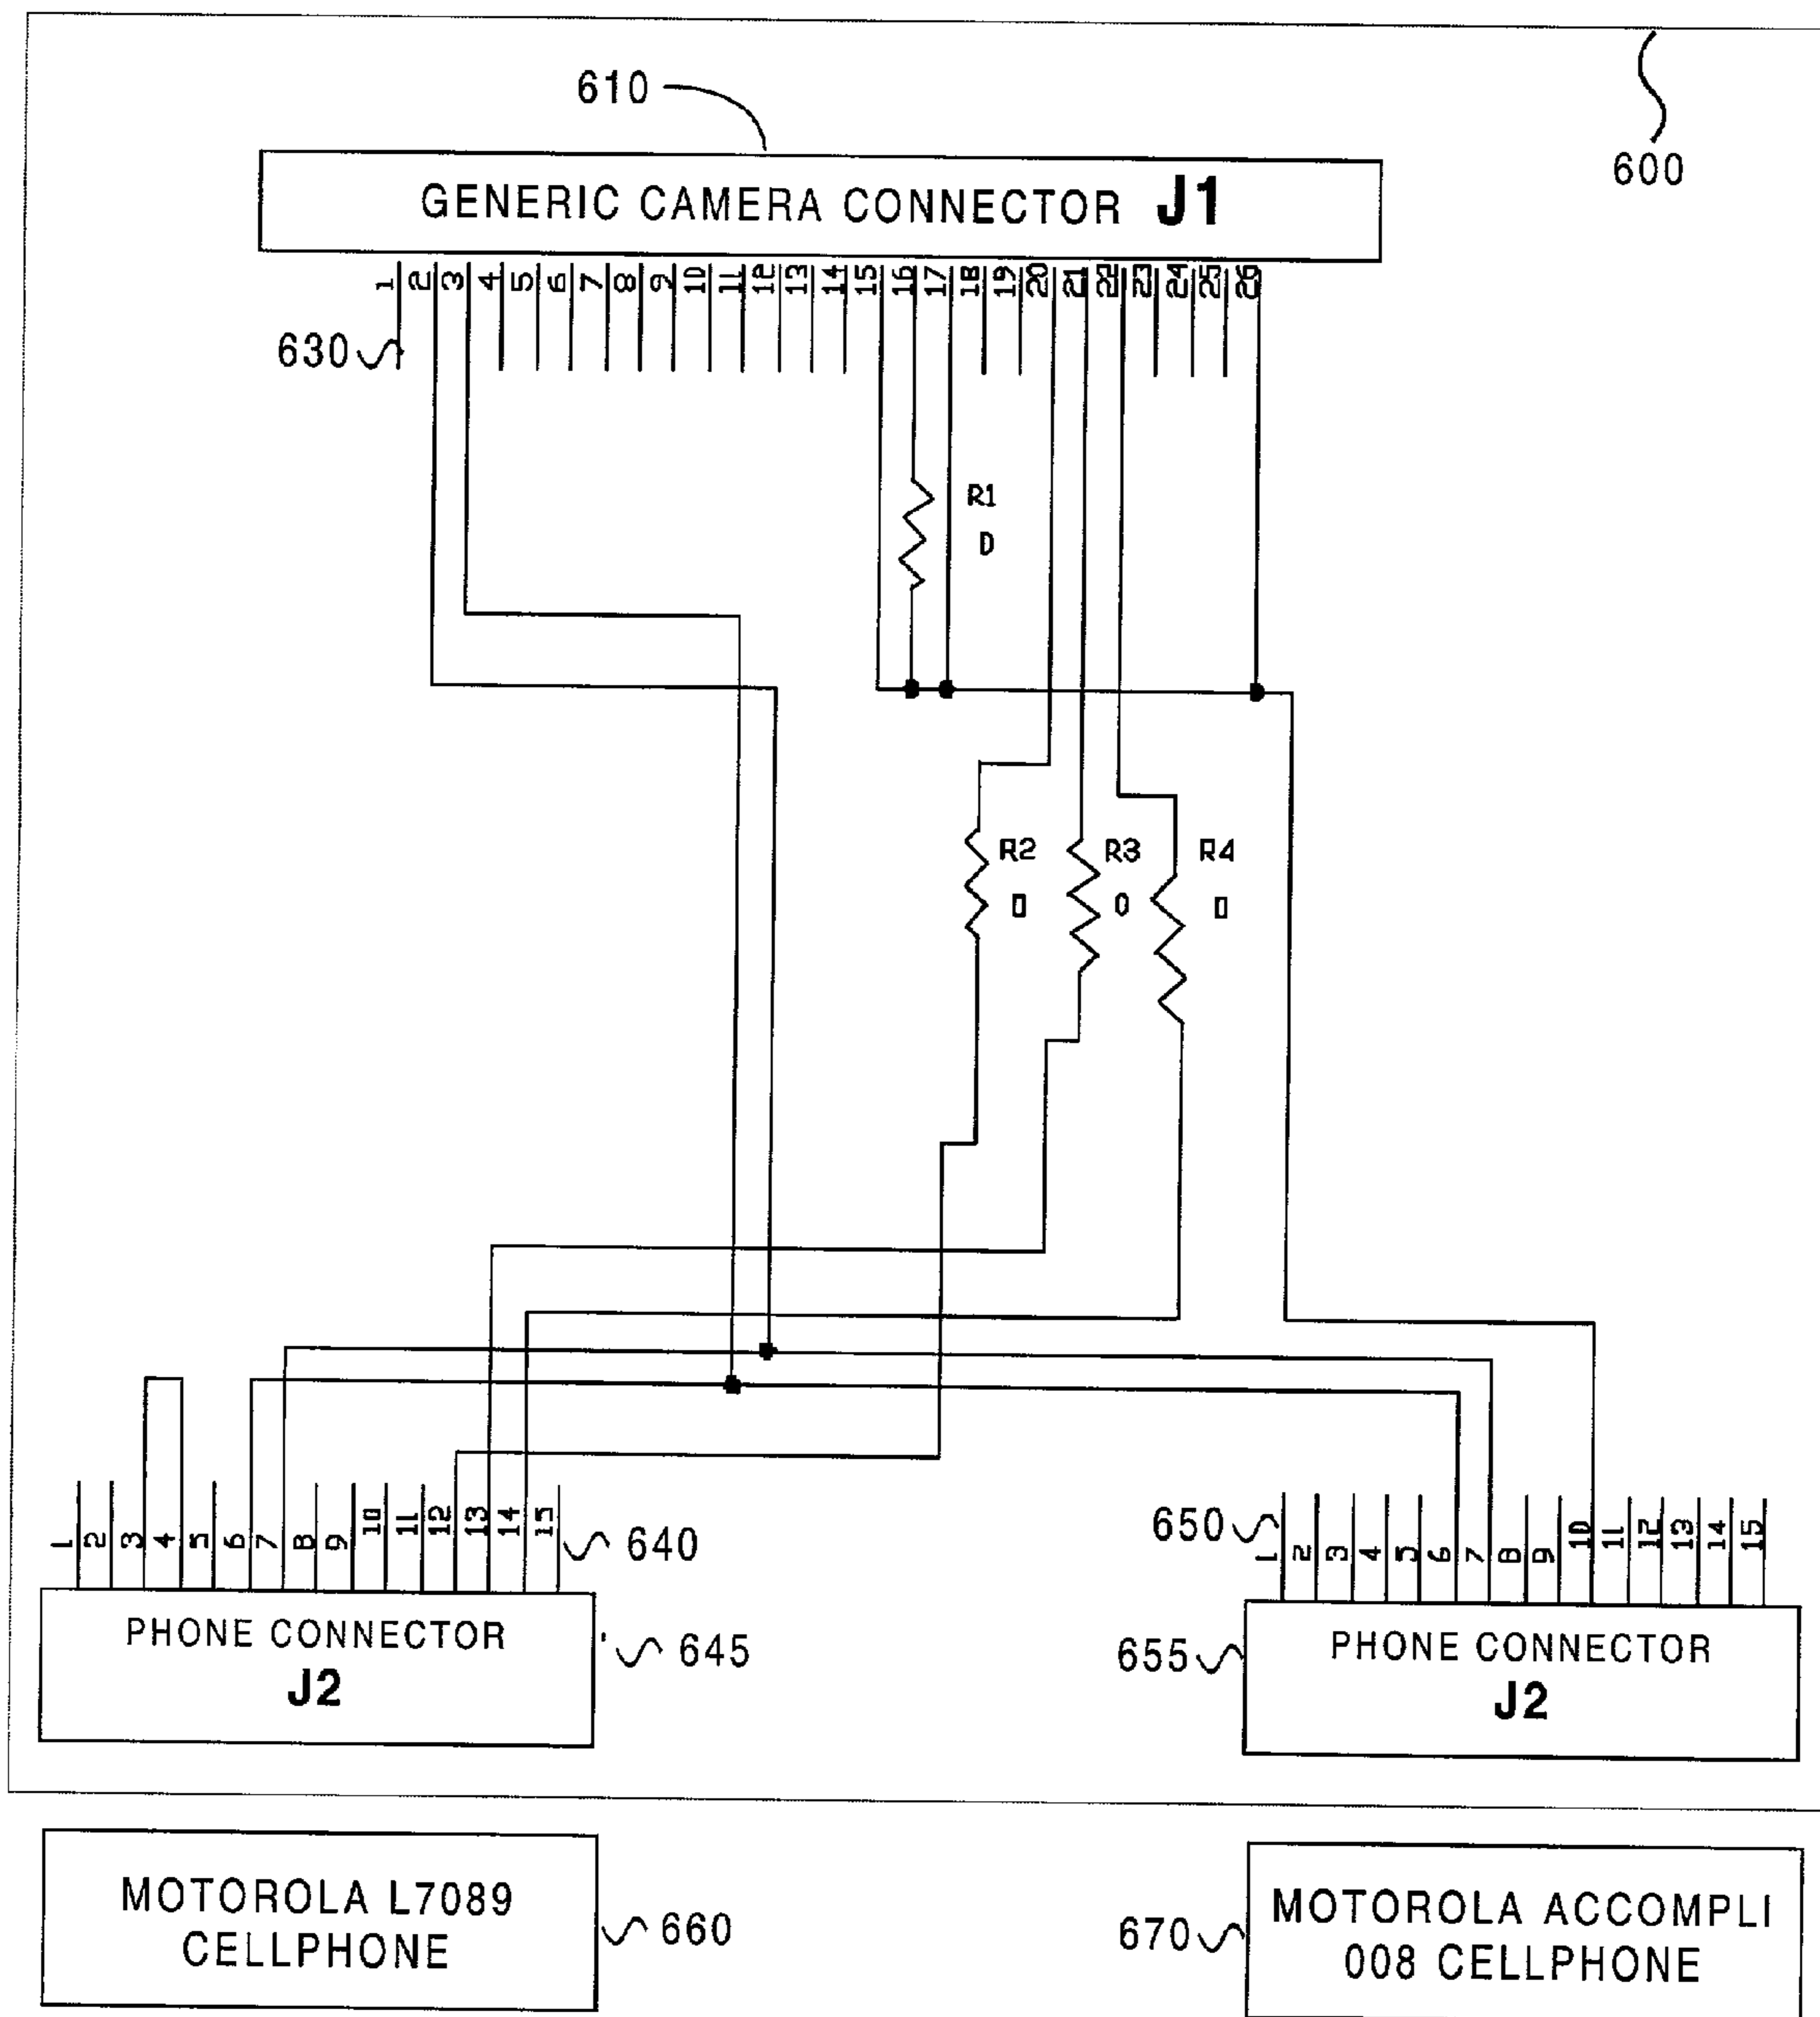 610
600
GENERIC CAMERA CONNECTOR J1
1 2 3 4 5 6 7 8 9 10 11 12 13 14 15 16 17 18 19 20 21 22 23 24 25 26
630
R1
0
R2 R3 R4
0 0 0
1 2 3 4 5 6 7 8 9 10 11 12 13 14 15
640
650
1 2 3 4 5 6 7 8 9 10 11 12 13 14 15
PHONE CONNECTOR
J2
645
655
PHONE CONNECTOR
J2
MOTOROLA L7089
CELLPHONE
660
670
MOTOROLA ACCOMPLI
008 CELLPHONE